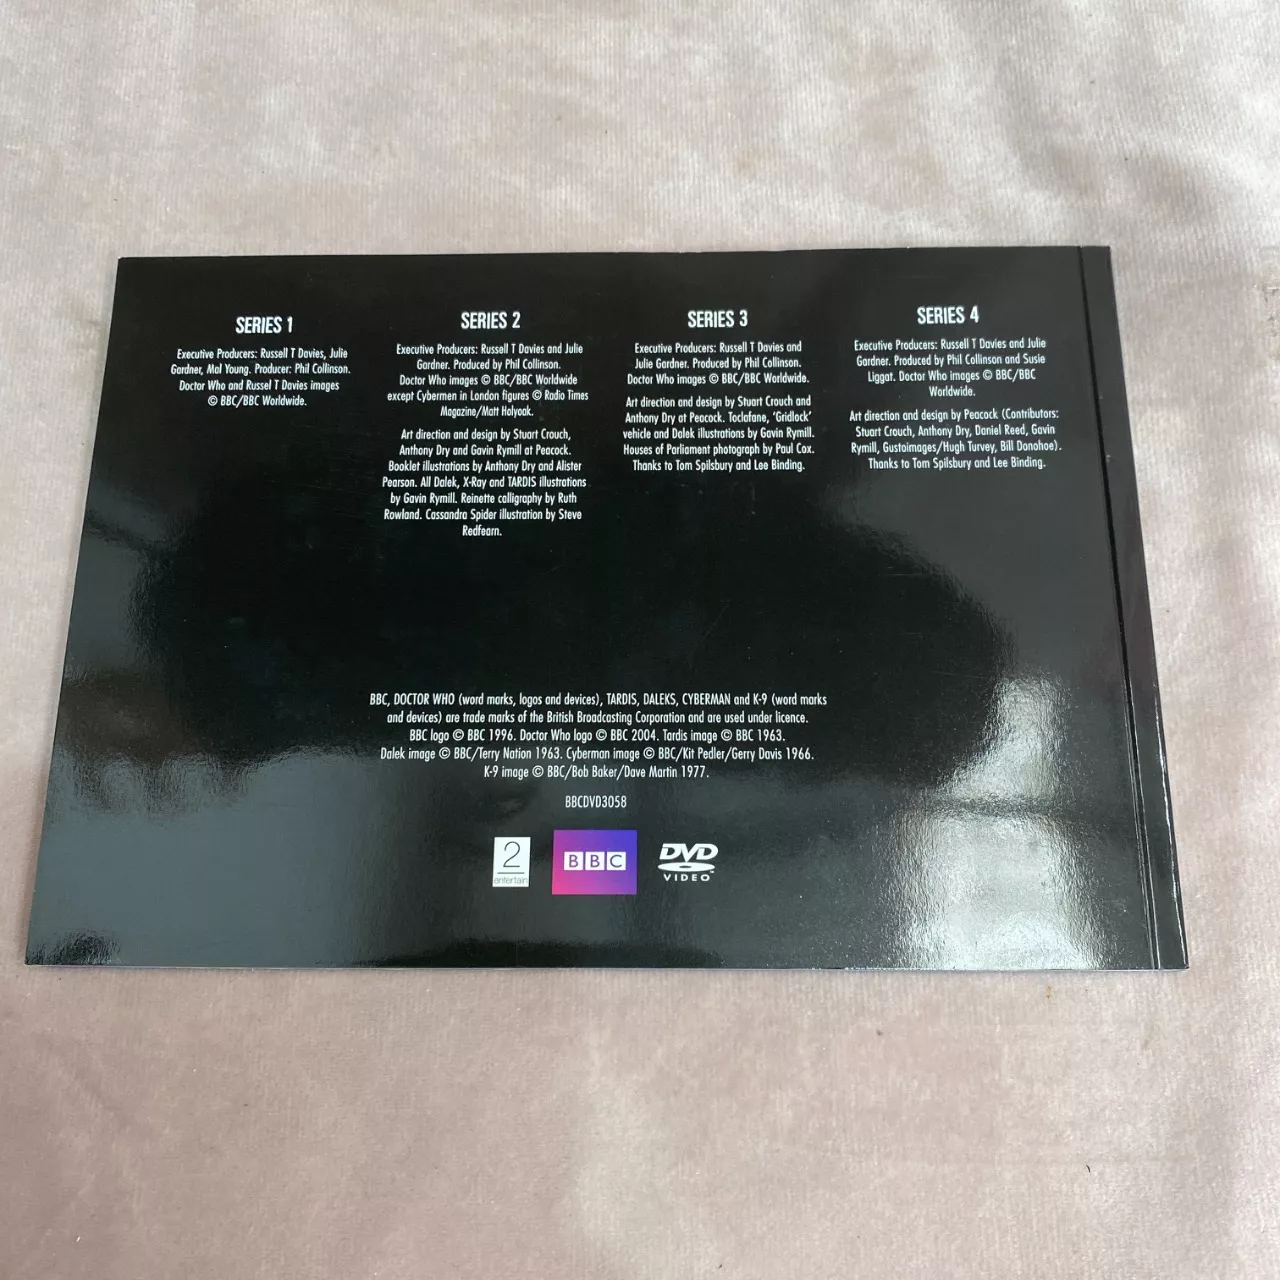 SERIES 1
Executive Producers: Russell T Davies, Julie
Gardner, Mal Young. Producer: Phil Collinson.
Doctor Who and Russel T Davies images
© BBC/BBC Worldwide.
SERIES 2
Executive Producers: Russell T Davies and Julie
Gardner. Produced by Phil Collinson.
Doctor Who images © BBC/BBC Worldwide
except Cybermen in London figures © Radio Times
Magazine/Matt Holyoak.
Art direction and design by Stuart Crouch,
Anthony Dry and Gavin Rymill at Peacock.
Booklet illustrations by Anthony Dry and Alister
Pearson. All Dalek, X-Ray and TARDIS illustrations
by Gavin Rymill. Reinette calligraphy by Ruth
Rowland. Cassandra Spider illustration by Steve
Redfearn.
SERIES 3
Executive Producers: Russell T Davies and
Julie Gardner. Produced by Phil Collinson.
Doctor Who images © BBC/BBC Worldwide.
Art direction and design by Stuart Crouch and
Anthony Dry at Peacock. Toclafane, 'Gridlock'
vehicle and Dalek illustrations by Gavin Rymill.
Houses of Parliament photograph by Paul Cox.
Thanks to Tom Spilsbury and Lee Binding.
SERIES 4
Executive Producers: Russell T Davies and Julie
Gardner. Produced by Phil Collinson and Susie
Liggat. Doctor Who images © BBC/BBC
Worldwide.
Art direction and design by Peacock (Contributors:
Stuart Crouch, Anthony Dry, Daniel Reed, Gavin
Rymill, Gustoimages/Hugh Turvey, Bill Donohoe).
Thanks to Tom Spilsbury and Lee Binding.
BBC, DOCTOR WHO (word marks, logos and devices), TARDIS, DALEKS, CYBERMAN and K-9 (word marks
and devices) are trade marks of the British Broadcasting Corporation and are used under licence.
BBC logo © BBC 1996. Doctor Who logo © BBC 2004. Tardis image © BBC 1963.
Dalek image © BBC/Terry Nation 1963. Cyberman image © BBC/Kit Pedler/Gerry Davis 1966.
K-9 image © BBC/Bob Baker/Dave Martin 1977.
BBCDVD3058
2
entertain
BBC
DVD
VIDEO™